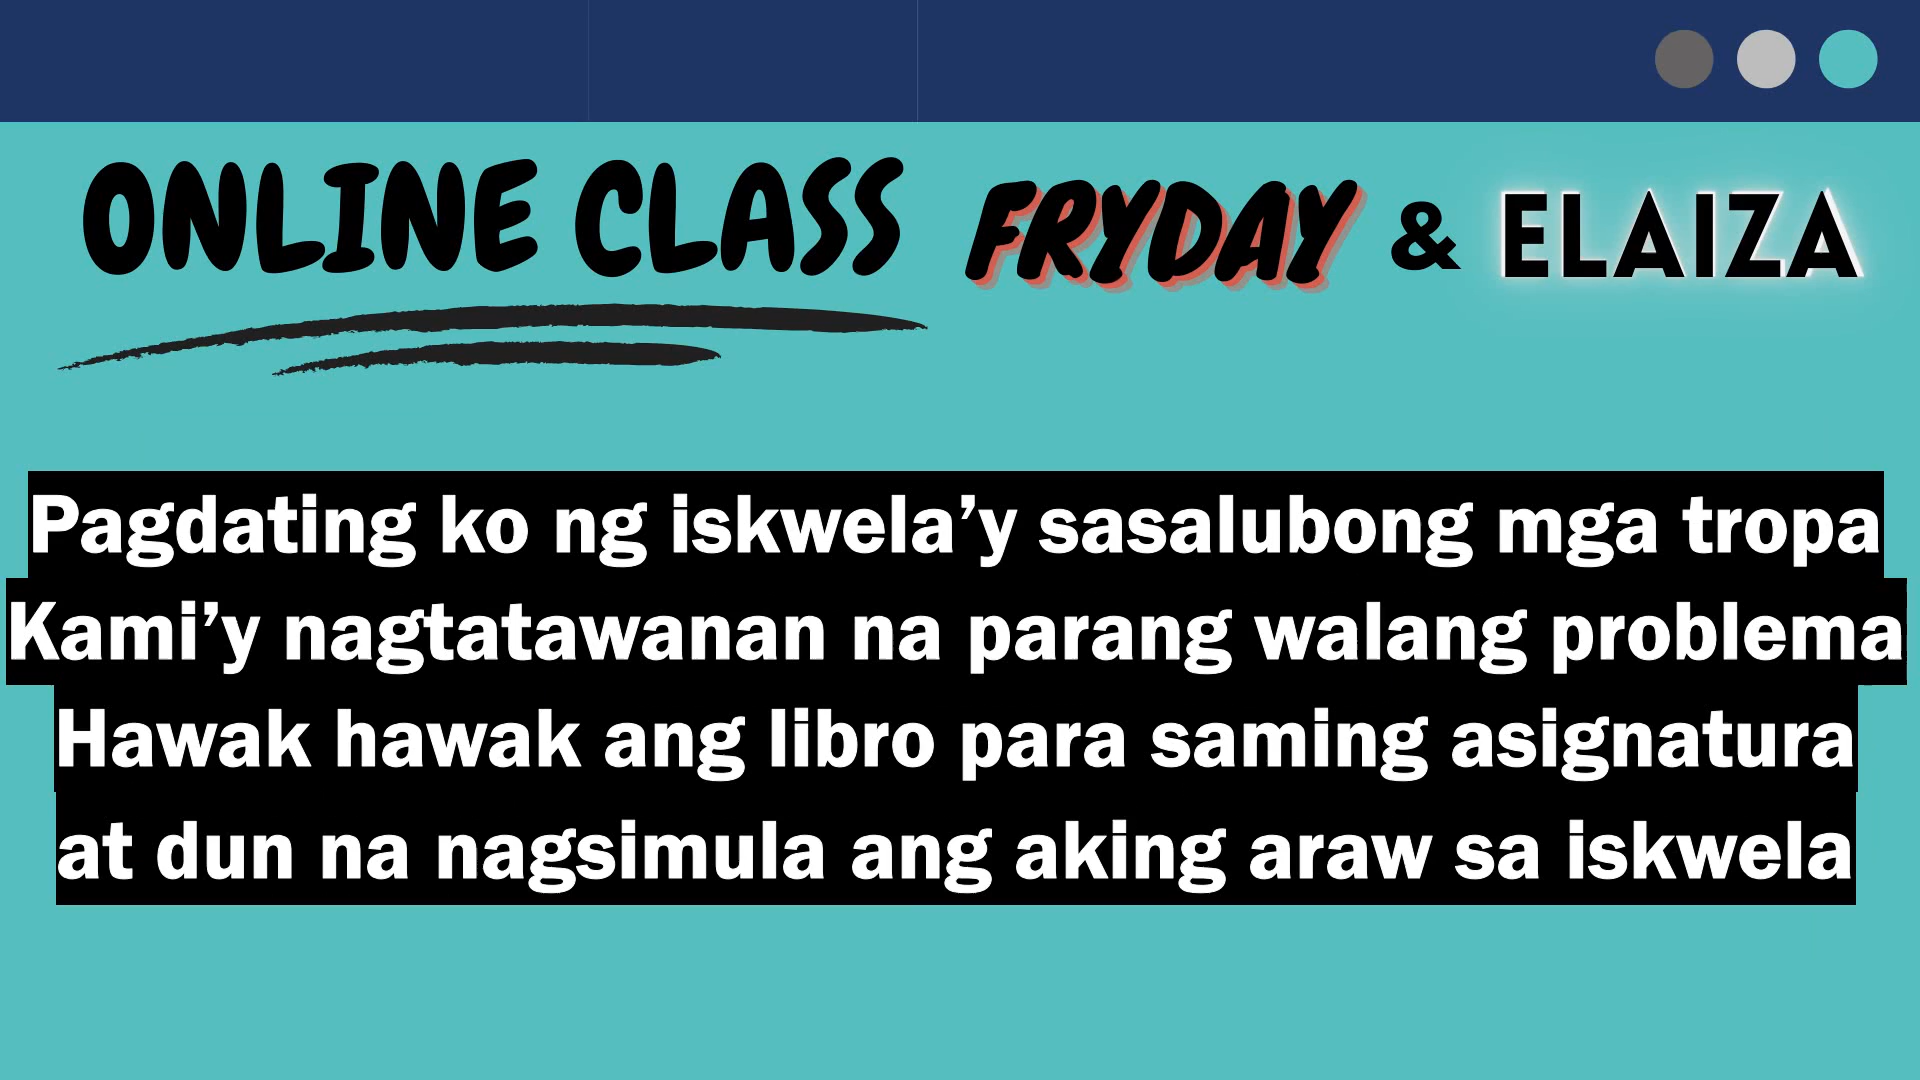 ONLINE CLASS FRYDAY & ELAIZA
Pagdating ko ng iskwela’y sasalubong mga tropa
Kami’y nagtatawanan na parang walang problema
Hawak hawak ang libro para saming asignatura
at dun na nagsimula ang aking araw sa iskwela